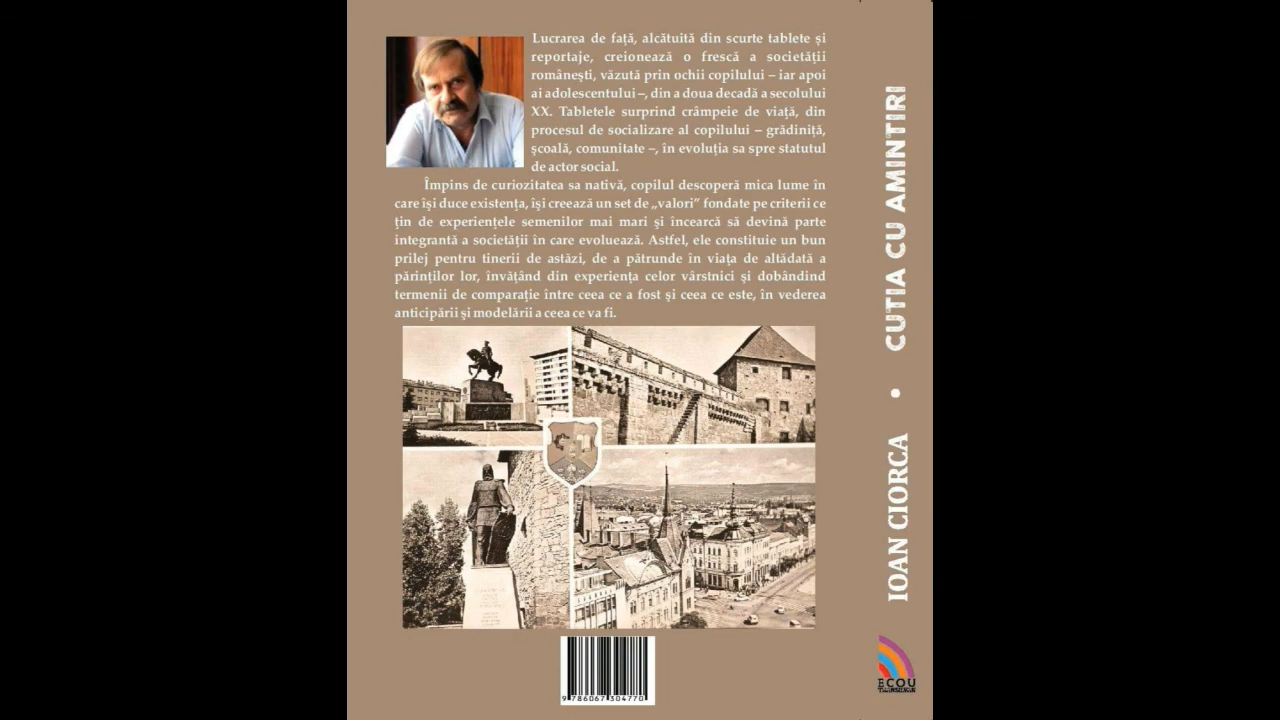 Lucrarea de față, alcătuită din scurte tablete și
reportaje, creionează o frescă a societății
românești, văzută prin ochii copilului – iar apoi
ai adolescentului –, din a doua decadă a secolului
XX. Tabletele surprind crâmpeie de viață, din
procesul de socializare al copilului – grădiniță,
școală, comunitate –, în evoluția sa spre statutul
de actor social.
Împins de curiozitatea sa nativă, copilul descoperă mica lume în
care își duce existența, își creează un set de „valori” fondate pe criterii ce
țin de experiențele semenilor mai mari și încearcă să devină parte
integrantă a societății în care evoluează. Astfel, ele constituie un bun
prilej pentru tinerii de astăzi, de a pătrunde în viața de altădată a
părinților lor, învățând din experiența celor vârstnici și dobândind
termenii de comparație între ceea ce a fost și ceea ce este, în vederea
anticipării și modelării a ceea ce va fi.
9 786067 304770
IOAN CIORCA • CUTIA CU AMINTIRI
ECOU